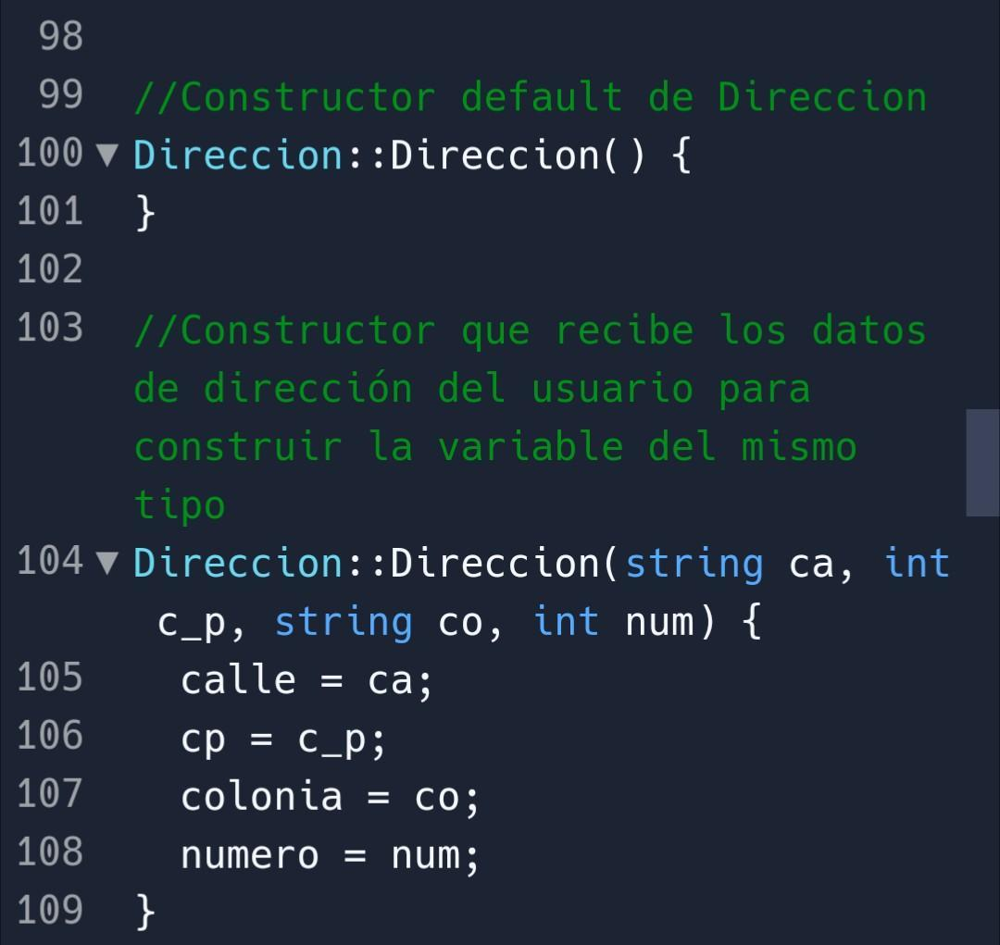 98
99 //Constructor default de Direccion
100 ▼ Direccion::Direccion() {
101 }
102
103 //Constructor que recibe los datos
de dirección del usuario para
construir la variable del mismo
tipo
104 ▼ Direccion::Direccion(string ca, int
c_p, string co, int num) {
105 calle = ca;
106 cp = c_p;
107 colonia = co;
108 numero = num;
109 }